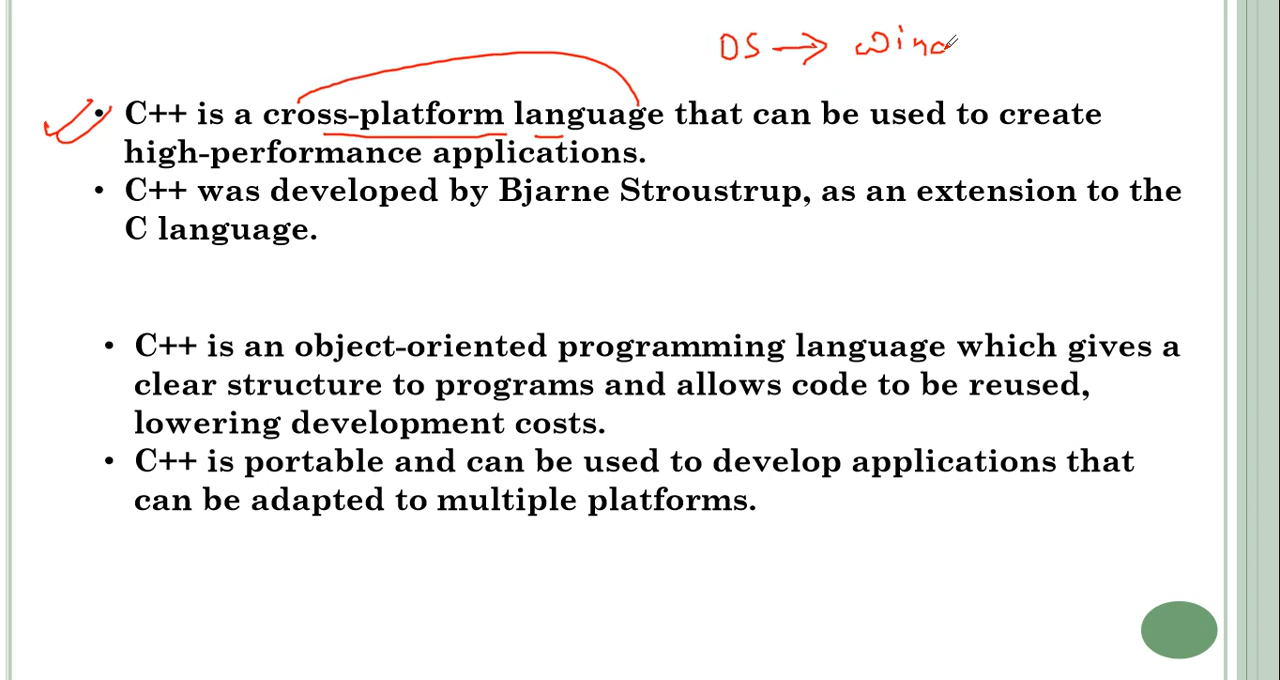 OS → wind
• C++ is a cross-platform language that can be used to create
high-performance applications.
• C++ was developed by Bjarne Stroustrup, as an extension to the
C language.
• C++ is an object-oriented programming language which gives a
clear structure to programs and allows code to be reused,
lowering development costs.
• C++ is portable and can be used to develop applications that
can be adapted to multiple platforms.